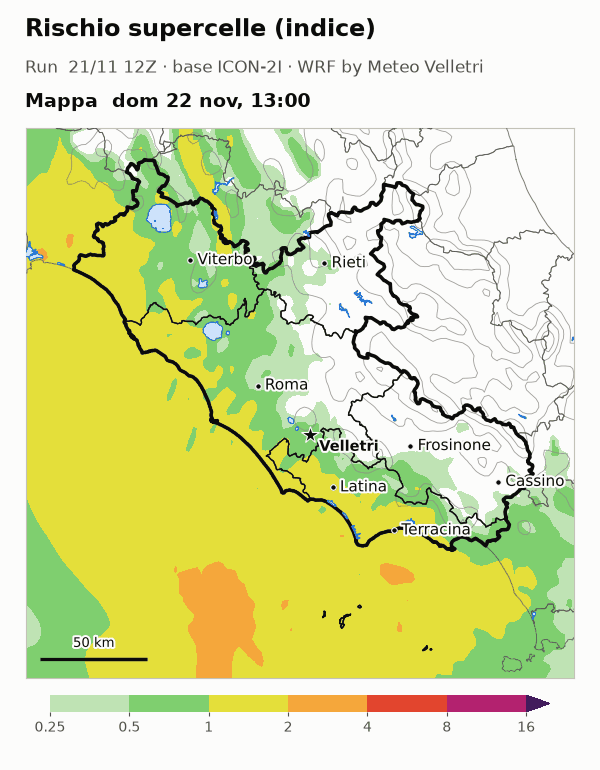 Rischio supercelle (indice)
Run  21/11 12Z · base ICON-2I · WRF by Meteo Velletri
Mappa  dom 22 nov, 13:00
Viterbo
Rieti
Roma
Velletri
Frosinone
Cassino
Latina
Terracina
50 km
0.25 0.5 1 2 4 8 16